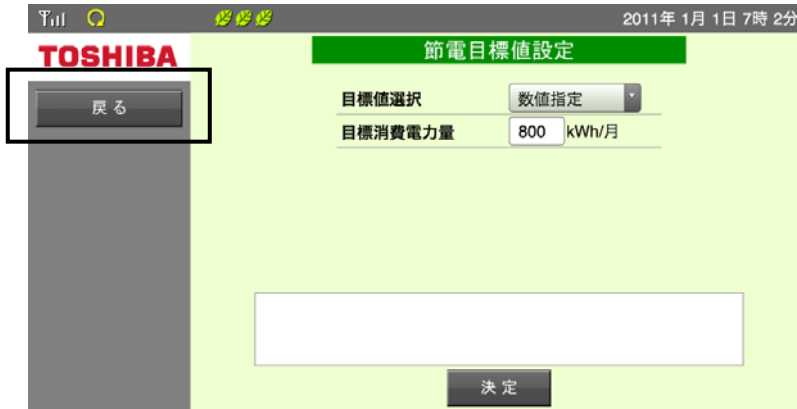 2011年 1月 1日 7時 2分
TOSHIBA
節電目標値設定
戻る
目標値選択 数値指定
目標消費電力量 800 kWh/月
決定